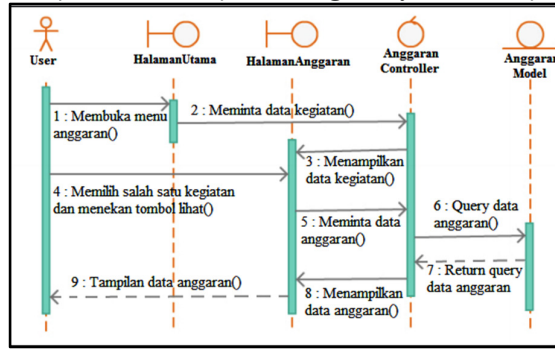 User
HalamanUtama
HalamanAnggaran
Anggaran
Controller
Anggaran
Model
1 : Membuka menu
anggaran()
2 : Meminta data kegiatan()
3 : Menampilkan
data kegiatan()
4 : Memilih salah satu kegiatan
dan menekan tombol lihat()
5 : Meminta data
anggaran()
6 : Query data
anggaran()
7 : Return query
data anggaran
8 : Menampilkan
data anggaran()
9 : Tampilan data anggaran()